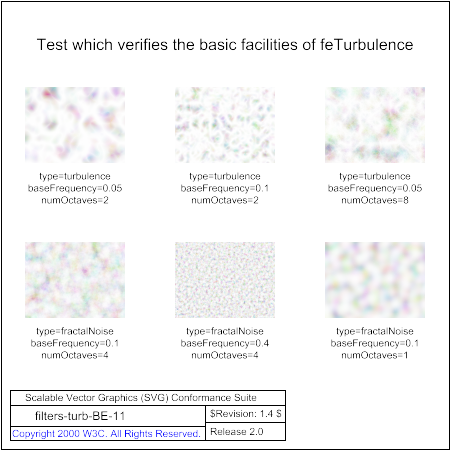 Test which verifies the basic facilities of feTurbulence
type=turbulence
baseFrequency=0.05
numOctaves=2
type=turbulence
baseFrequency=0.1
numOctaves=2
type=turbulence
baseFrequency=0.05
numOctaves=8
type=fractalNoise
baseFrequency=0.1
numOctaves=4
type=fractalNoise
baseFrequency=0.4
numOctaves=4
type=fractalNoise
baseFrequency=0.1
numOctaves=1
Scalable Vector Graphics (SVG) Conformance Suite
filters-turb-BE-11
$Revision: 1.4 $
Copyright 2000 W3C. All Rights Reserved.
Release 2.0